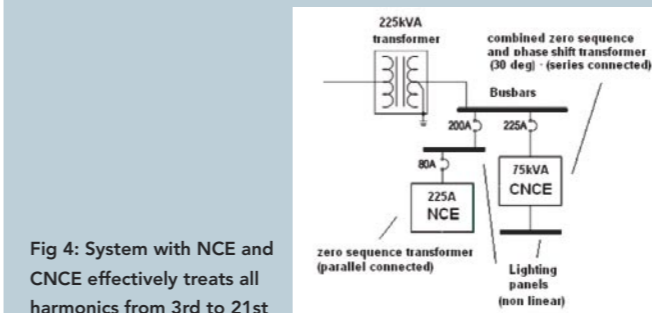 225kVA
transformer
combined zero sequence
and phase shift transformer
(30 deg) - (series connected)
Busbars
200A
225A
80A
75kVA
CNCE
225A
NCE
zero sequence transformer
(parallel connected)
Lighting
panels
(non linear)
Fig 4: System with NCE and
CNCE effectively treats all
harmonics from 3rd to 21st